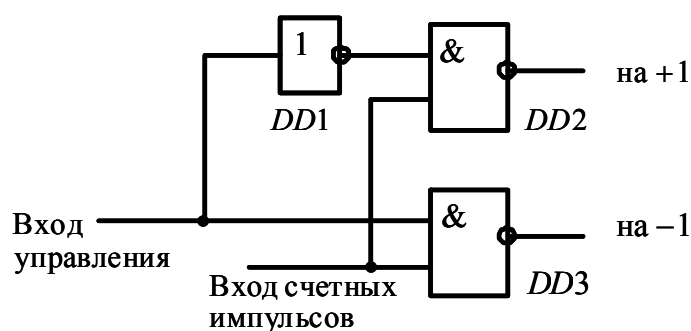 1
DD1
&
DD2
на +1
Вход
управления
&
DD3
на −1
Вход счетных
импульсов